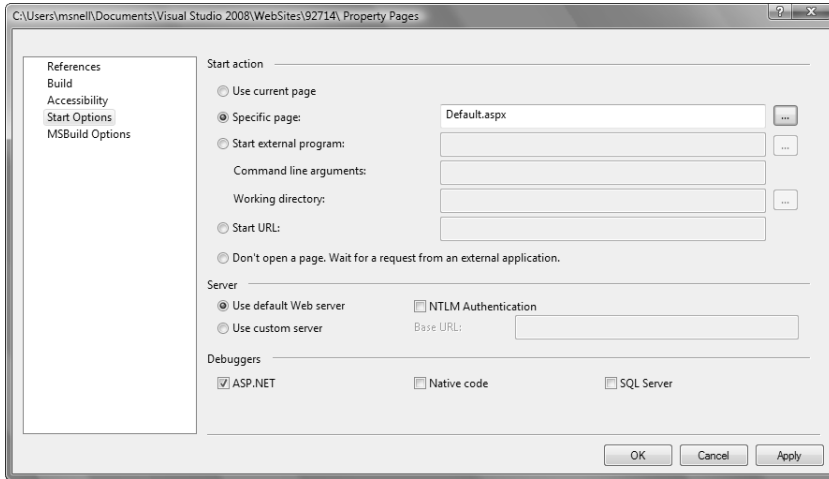 C:\Users\msnell\Documents\Visual Studio 2008\WebSites\92714\ Property Pages
References
Build
Accessibility
Start Options
MSBuild Options
Start action
Use current page
Specific page:
Default.aspx
...
Start external program:
...
Command line arguments:
Working directory:
...
Start URL:
Don't open a page. Wait for a request from an external application.
Server
Use default Web server
NTLM Authentication
Use custom server
Base URL:
Debuggers
ASP.NET
Native code
SQL Server
OK
Cancel
Apply